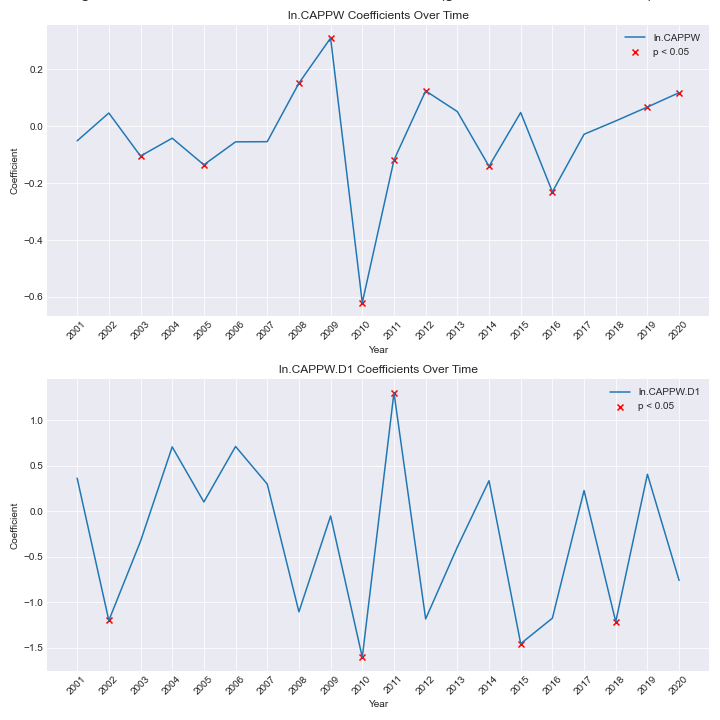 ln.CAPPW Coefficients Over Time
ln.CAPPW
p < 0.05
0.2
0.0
−0.2
−0.4
−0.6
Coefficient
2001 2002 2003 2004 2005 2006 2007 2008 2009 2010 2011 2012 2013 2014 2015 2016 2017 2018 2019 2020
Year
ln.CAPPW.D1 Coefficients Over Time
ln.CAPPW.D1
p < 0.05
1.0
0.5
0.0
−0.5
−1.0
−1.5
Coefficient
2001 2002 2003 2004 2005 2006 2007 2008 2009 2010 2011 2012 2013 2014 2015 2016 2017 2018 2019 2020
Year